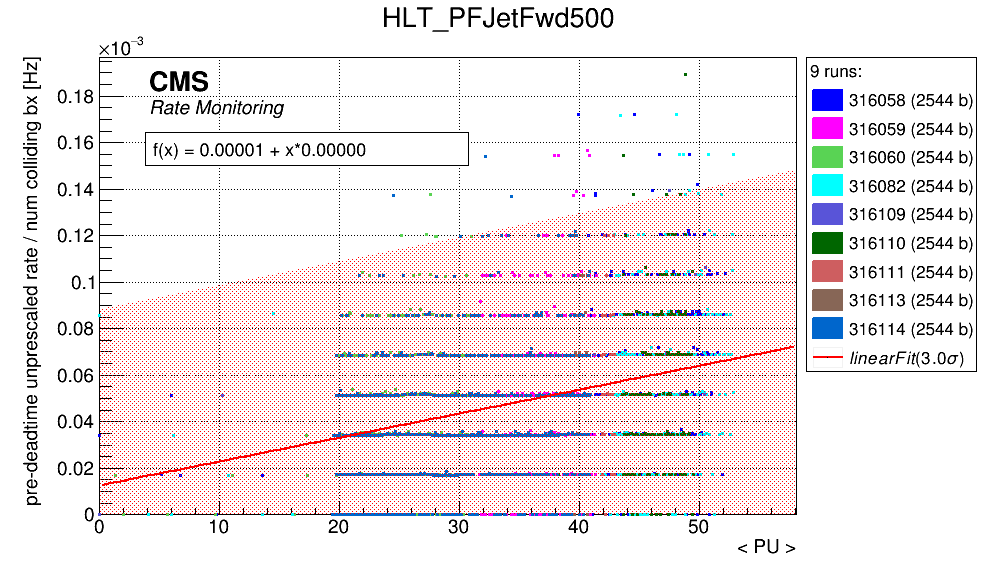 HLT_PFJetFwd500
×10⁻³
pre-deadtime unprescaled rate / num colliding bx [Hz]
CMS
Rate Monitoring
f(x) = 0.00001 + x*0.00000
0.18
0.16
0.14
0.12
0.1
0.08
0.06
0.04
0.02
0
0 10 20 30 40 50
< PU >
9 runs:
316058 (2544 b)
316059 (2544 b)
316060 (2544 b)
316082 (2544 b)
316109 (2544 b)
316110 (2544 b)
316111 (2544 b)
316113 (2544 b)
316114 (2544 b)
linearFit(3.0σ)